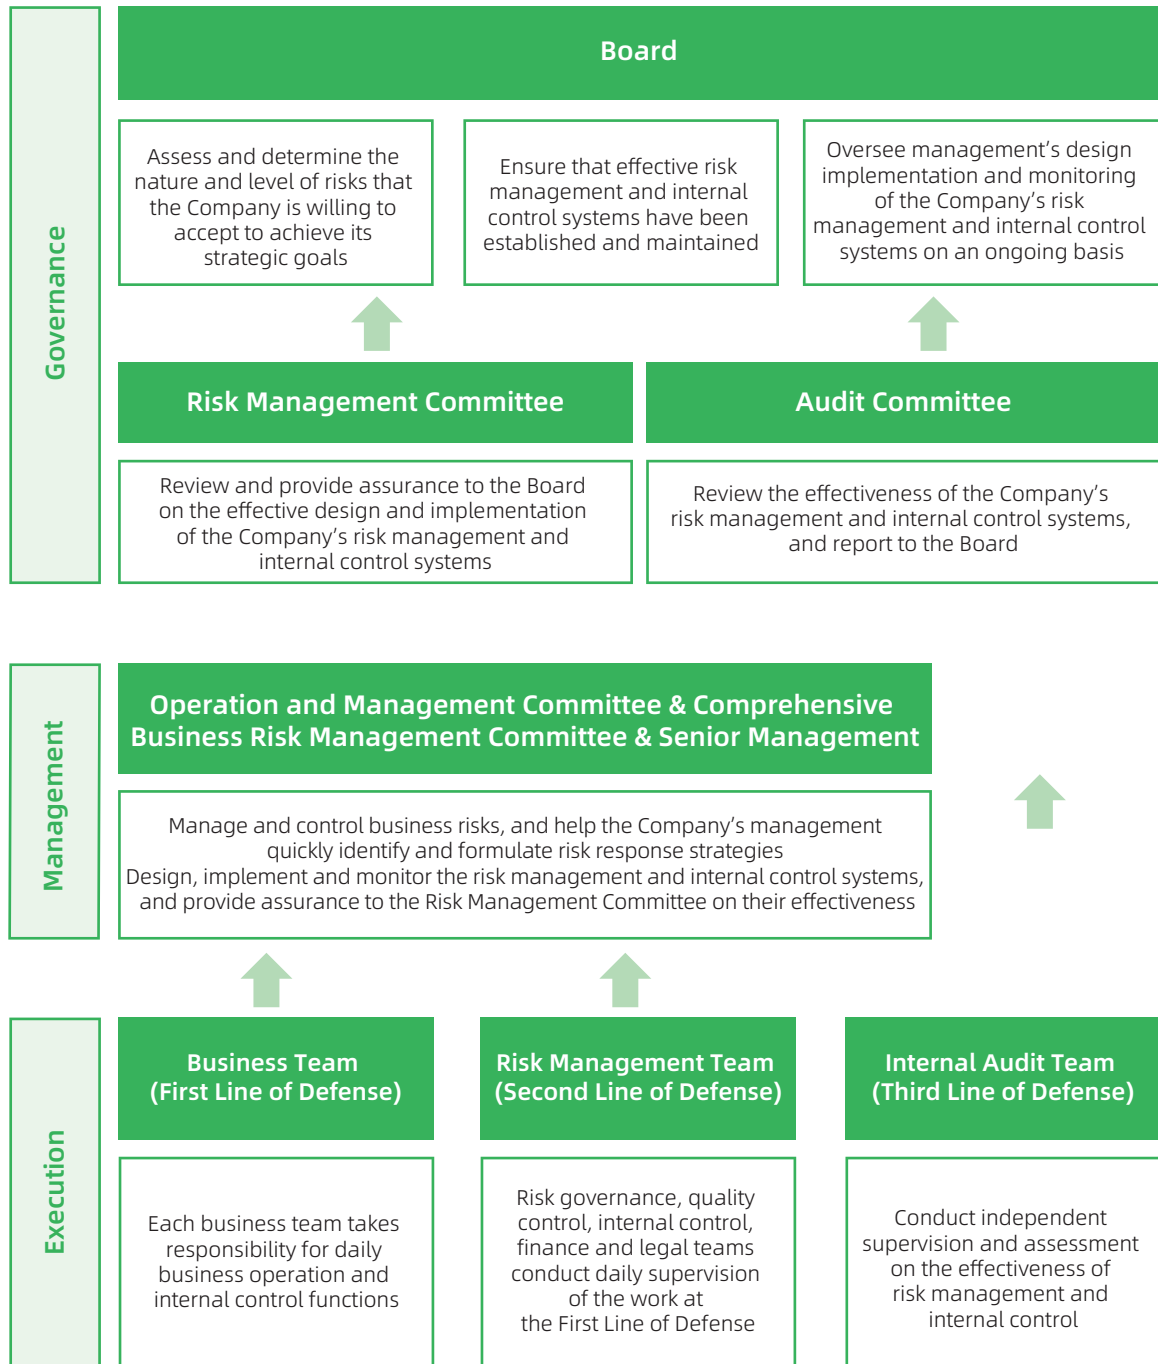 Governance
Board
Assess and determine the
nature and level of risks that
the Company is willing to
accept to achieve its
strategic goals
Ensure that effective risk
management and internal
control systems have been
established and maintained
Oversee management's design
implementation and monitoring
of the Company's risk
management and internal control
systems on an ongoing basis
Risk Management Committee
Review and provide assurance to the Board
on the effective design and implementation
of the Company's risk management and
internal control systems
Audit Committee
Review the effectiveness of the Company's
risk management and internal control systems,
and report to the Board
Management
Operation and Management Committee & Comprehensive
Business Risk Management Committee & Senior Management
Manage and control business risks, and help the Company's management
quickly identify and formulate risk response strategies
Design, implement and monitor the risk management and internal control systems,
and provide assurance to the Risk Management Committee on their effectiveness
Execution
Business Team
(First Line of Defense)
Each business team takes
responsibility for daily
business operation and
internal control functions
Risk Management Team
(Second Line of Defense)
Risk governance, quality
control, internal control,
finance and legal teams
conduct daily supervision
of the work at
the First Line of Defense
Internal Audit Team
(Third Line of Defense)
Conduct independent
supervision and assessment
on the effectiveness of
risk management and
internal control